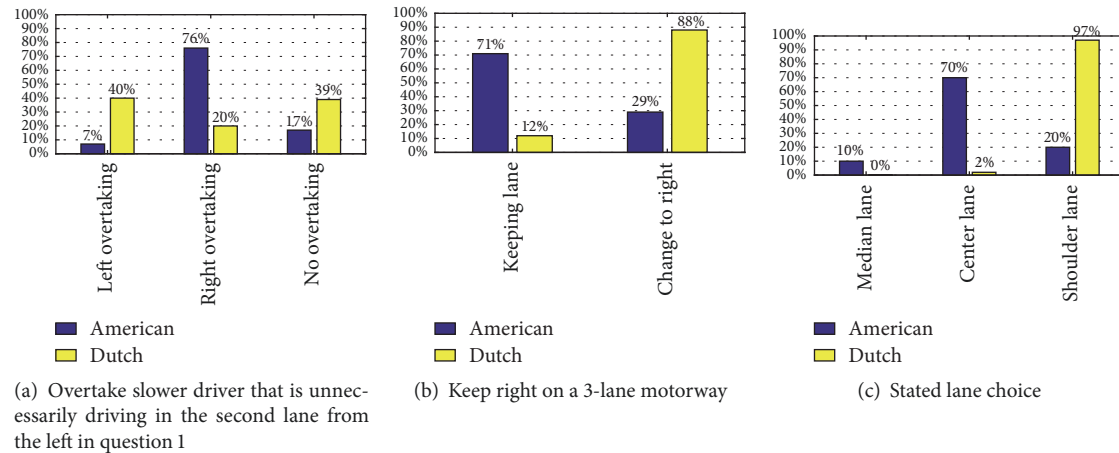 100%
90%
80%
70%
60%
50%
40%
30%
20%
10%
0%
7%
40%
76%
20%
17%
39%
Left overtaking
Right overtaking
No overtaking
American
Dutch
(a) Overtake slower driver that is unnec-
essarily driving in the second lane from
the left in question 1
100%
90%
80%
70%
60%
50%
40%
30%
20%
10%
0%
71%
12%
29%
88%
Keeping lane
Change to right
American
Dutch
(b) Keep right on a 3-lane motorway
100%
90%
80%
70%
60%
50%
40%
30%
20%
10%
0%
10%
0%
70%
2%
20%
97%
Median lane
Center lane
Shoulder lane
American
Dutch
(c) Stated lane choice